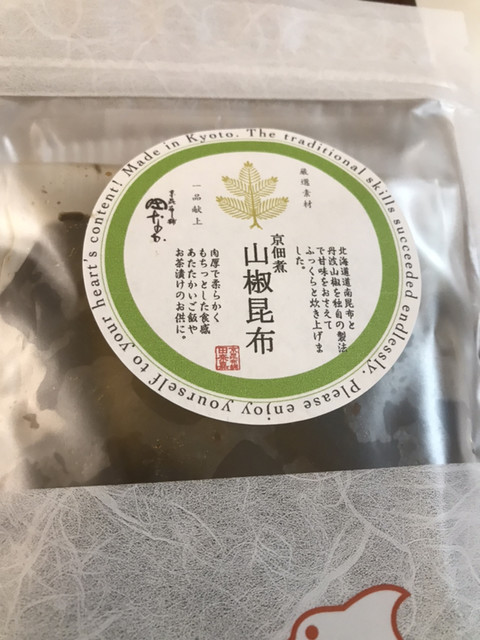 Made in Kyoto. The traditional skills succeeded endlessly. Please enjoy yourself to your heart's content!
厳選素材
一品献上
京佃煮
山椒昆布
北海道道南昆布と
丹波山椒を独自の製法
で甘味をおさえて
ふっくらと炊き上げま
した。
肉厚で柔らかく
もちっとした食感
あたたかいご飯や
お茶漬けのお供に。